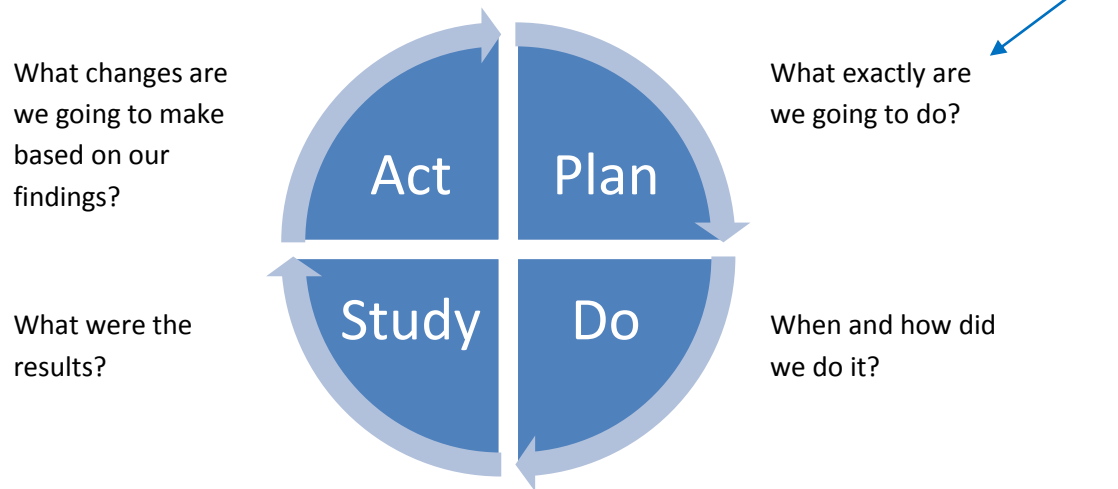 What changes are
we going to make
based on our
findings?
Act
Plan
What exactly are
we going to do?
What were the
results?
Study
Do
When and how did
we do it?